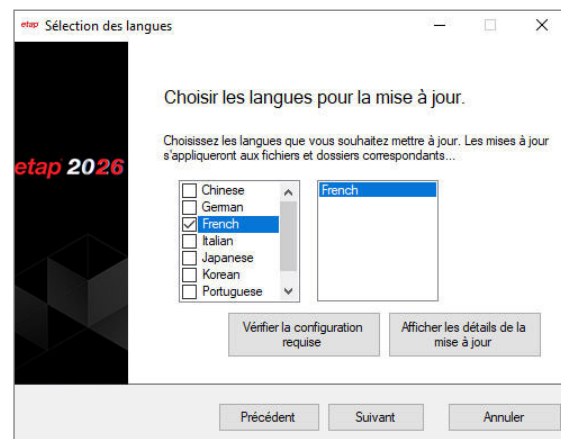 etap Sélection des langues
Choisir les langues pour la mise à jour.
Choisissez les langues que vous souhaitez mettre à jour. Les mises à jour
s'appliqueront aux fichiers et dossiers correspondants...
etap 2026
Chinese
German
French
Italian
Japanese
Korean
Portuguese
French
Vérifier la configuration
requise
Afficher les détails de la
mise à jour
Précédent
Suivant
Annuler